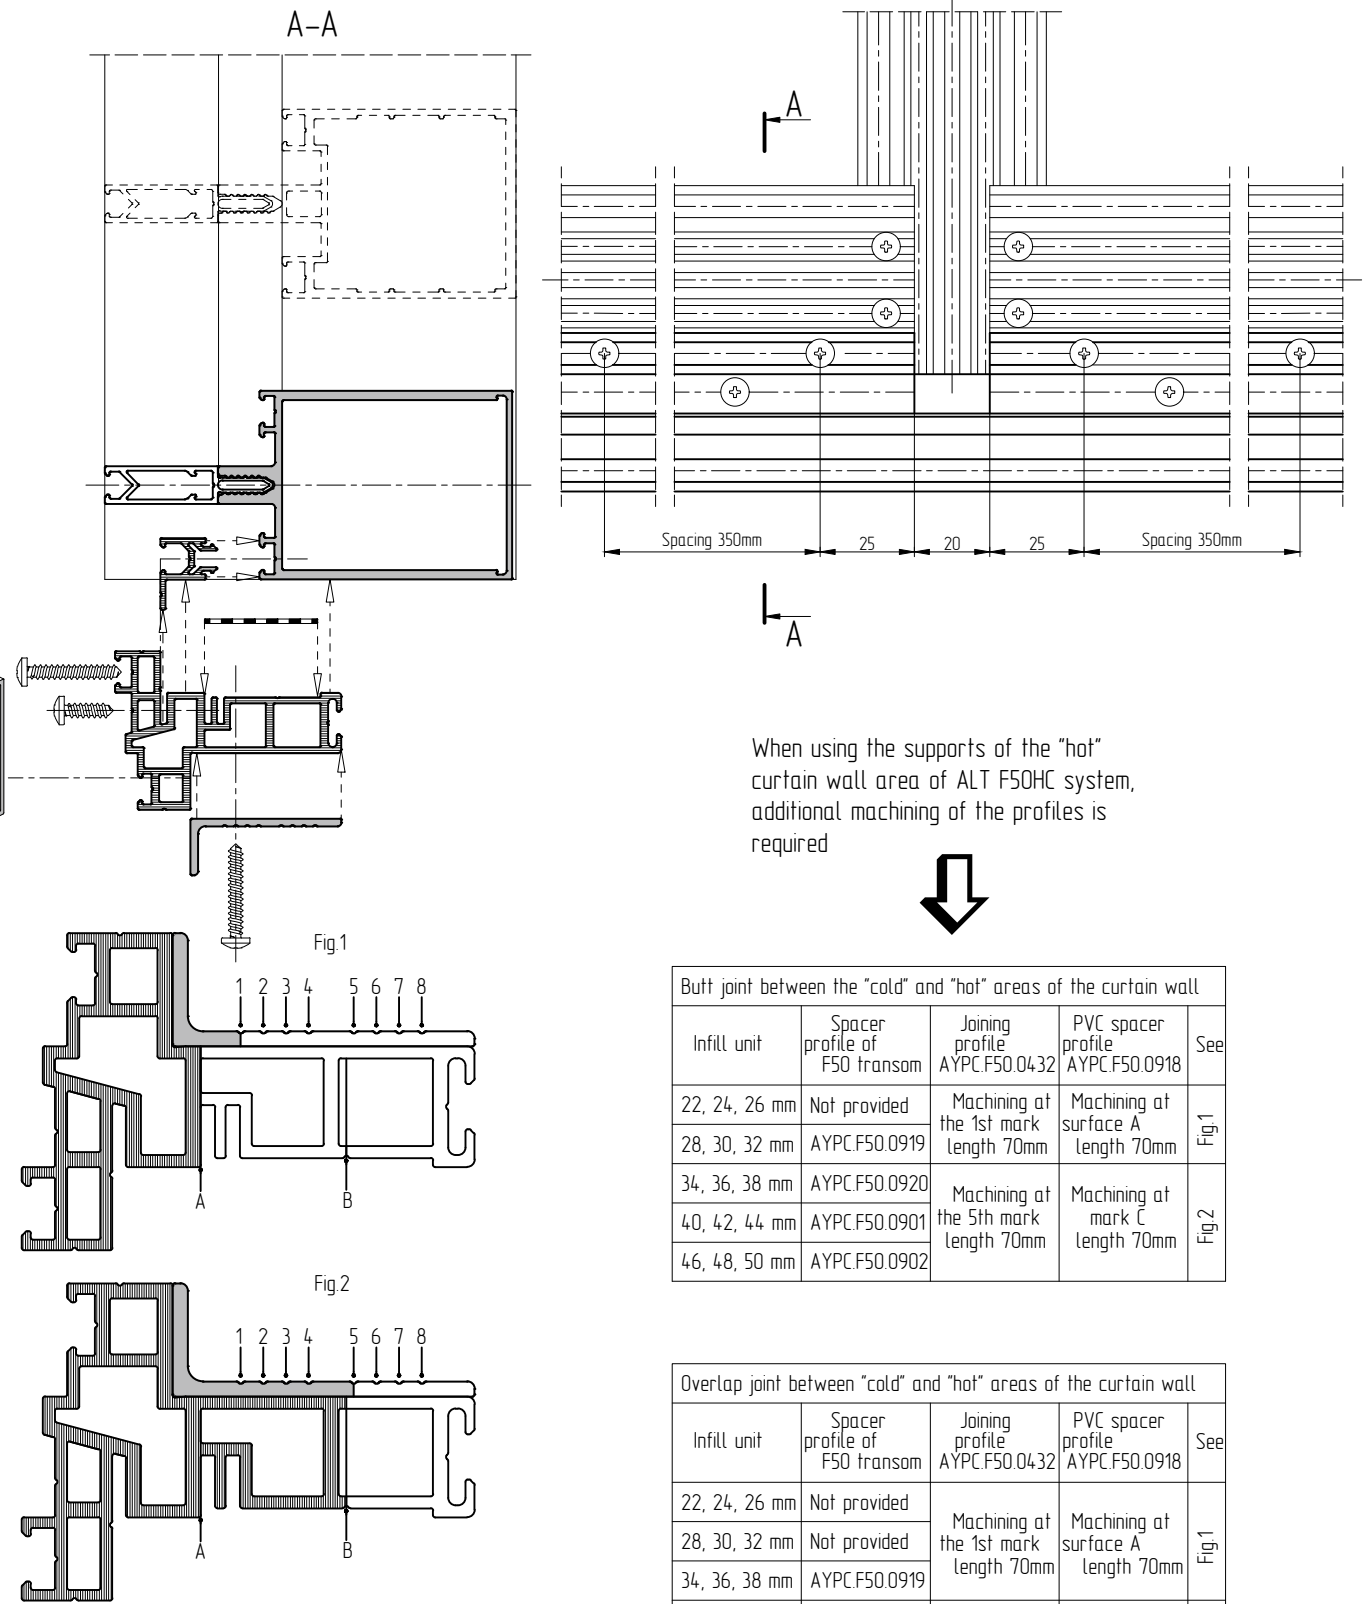 A-A
A
Spacing 350mm 25 20 25 Spacing 350mm
A
When using the supports of the "hot"
curtain wall area of ALT F50HC system,
additional machining of the profiles is
required
Fig.1
1 2 3 4 5 6 7 8
A B
Fig.2
1 2 3 4 5 6 7 8
A B
Butt joint between the "cold" and "hot" areas of the curtain wall
Infill unit
Spacer
profile of
F50 transom
Joining
profile
AYPC.F50.0432
PVC spacer
profile
AYPC.F50.0918
See
22, 24, 26 mm Not provided
28, 30, 32 mm AYPC.F50.0919
Machining at
the 1st mark
length 70mm
Machining at
surface A
length 70mm
Fig.1
34, 36, 38 mm AYPC.F50.0920
40, 42, 44 mm AYPC.F50.0901
46, 48, 50 mm AYPC.F50.0902
Machining at
the 5th mark
length 70mm
Machining at
mark C
length 70mm
Fig.2
Overlap joint between "cold" and "hot" areas of the curtain wall
Infill unit
Spacer
profile of
F50 transom
Joining
profile
AYPC.F50.0432
PVC spacer
profile
AYPC.F50.0918
See
22, 24, 26 mm Not provided
28, 30, 32 mm Not provided
34, 36, 38 mm AYPC.F50.0919
Machining at
the 1st mark
length 70mm
Machining at
surface A
length 70mm
Fig.1